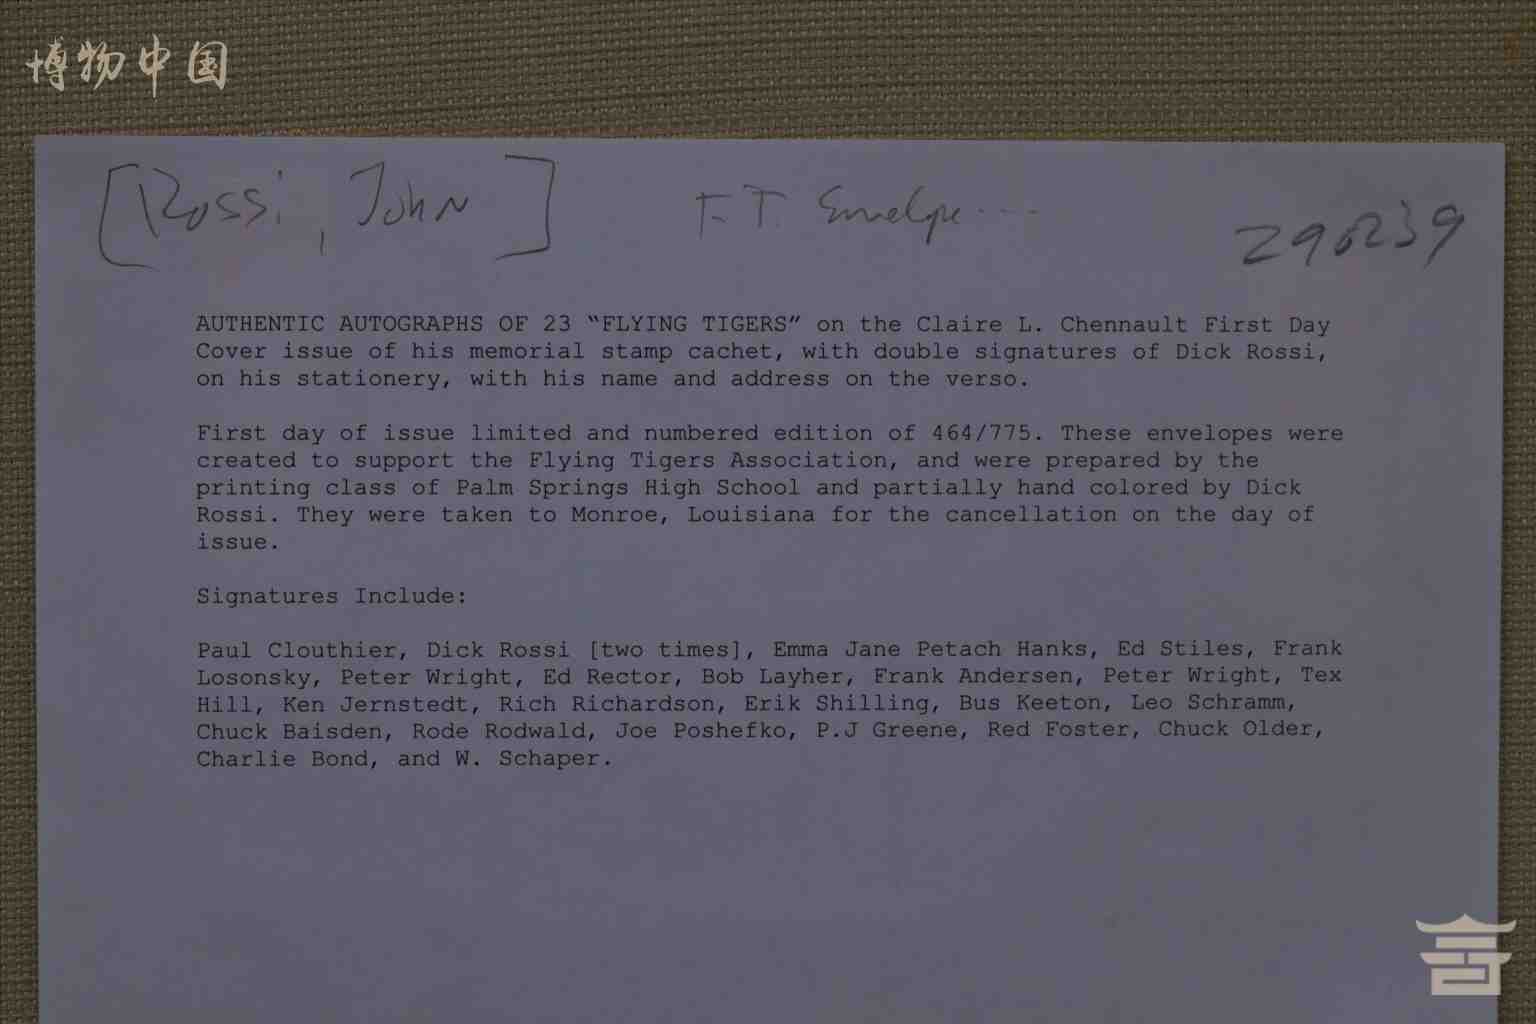 博物中国
[Rossi, John] F.T. Envelope...
290239
AUTHENTIC AUTOGRAPHS OF 23 “FLYING TIGERS” on the Claire L. Chennault First Day
Cover issue of his memorial stamp cachet, with double signatures of Dick Rossi,
on his stationery, with his name and address on the verso.
First day of issue limited and numbered edition of 464/775. These envelopes were
created to support the Flying Tigers Association, and were prepared by the
printing class of Palm Springs High School and partially hand colored by Dick
Rossi. They were taken to Monroe, Louisiana for the cancellation on the day of
issue.
Signatures Include:
Paul Clouthier, Dick Rossi [two times], Emma Jane Petach Hanks, Ed Stiles, Frank
Losonsky, Peter Wright, Ed Rector, Bob Layher, Frank Andersen, Peter Wright, Tex
Hill, Ken Jernstedt, Rich Richardson, Erik Shilling, Bus Keeton, Leo Schramm,
Chuck Baisden, Rode Rodwald, Joe Poshefko, P.J Greene, Red Foster, Chuck Older,
Charlie Bond, and W. Schaper.